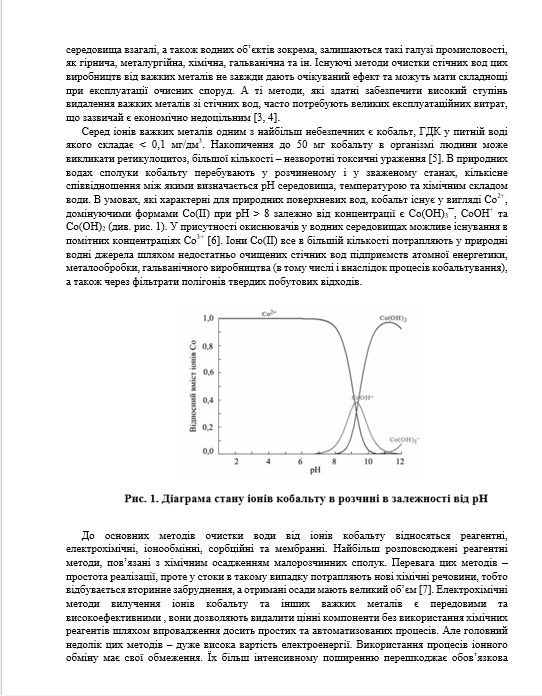 середовища взагалі, а також водних об’єктів зокрема, залишаються такі галузі промисловості,
як гірнича, металургійна, хімічна, гальванічна та ін. Існуючі методи очистки стічних вод цих
виробництв від важких металів не завжди дають очікуваний ефект та можуть мати складнощі
при експлуатації очисних споруд. А ті методи, які здатні забезпечити високий ступінь
видалення важких металів зі стічних вод, часто потребують великих експлуатаційних витрат,
що зазвичай є економічно недоцільним [3, 4].
Серед іонів важких металів одним з найбільш небезпечних є кобальт, ГДК у питній воді
якого складає < 0,1 мг/дм³. Накопичення до 50 мг кобальту в організмі людини може
викликати ретикулоцитоз, більшої кількості – незворотні токсичні ураження [5]. В природних
водах сполуки кобальту перебувають у розчиненому і у зваженому станах, кількісне
співвідношення між якими визначається рН середовища, температурою та хімічним складом
води. В умовах, які характерні для природних поверхневих вод, кобальт існує у вигляді Co²⁺,
домінуючими формами Co(II) при pH > 8 залежно від концентрації є Co(OH)₃⁻, CoOH⁺ та
Co(OH)₂ (див. рис. 1). У присутності окиснювачів у водних середовищах можливе існування в
помітних концентраціях Co³⁺ [6]. Іони Co(II) все в більшій кількості потрапляють у природні
водні джерела шляхом недостатньо очищених стічних вод підприємств атомної енергетики,
металообробки, гальванічного виробництва (в тому числі і внаслідок процесів кобальтування),
а також через фільтрати полігонів твердих побутових відходів.
Co²⁺
Co(OH)₂
CoOH⁺
Co(OH)₃⁻
Відносний вміст іонів Co
1,0
0,8
0,6
0,4
0,2
0,0
2 4 6 8 10 12
pH
Рис. 1. Діаграма стану іонів кобальту в розчині в залежності від рН
До основних методів очистки води від іонів кобальту відносяться реагентні,
електрохімічні, іонообмінні, сорбційні та мембранні. Найбільш розповсюджені реагентні
методи, пов’язані з хімічним осадженням малорозчинних сполук. Перевага цих методів –
простота реалізації, проте у стоки в такому випадку потрапляють нові хімічні речовини, тобто
відбувається вторинне забруднення, а отримані осади мають великий об’єм [7]. Електрохімічні
методи вилучення іонів кобальту та інших важких металів є передовими та
високоефективними , вони дозволяють видалити цінні компоненти без використання хімічних
реагентів шляхом впровадження досить простих та автоматизованих процесів. Але головний
недолік цих методів – дуже висока вартість електроенергії. Використання процесів іонного
обміну має свої обмеження. Їх більш інтенсивному поширенню перешкоджає обов’язкова